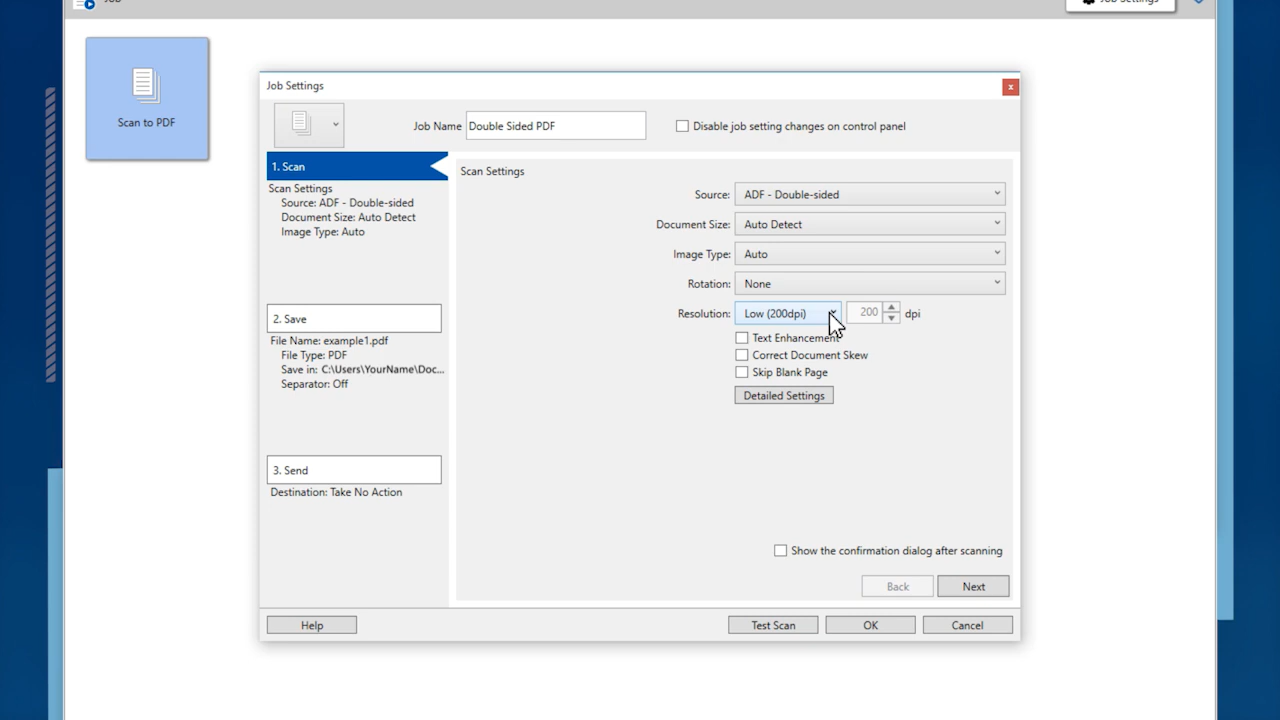 Job
Job Settings
Scan to PDF
Job Settings
x
Job Name
Double Sided PDF
Disable job setting changes on control panel
1. Scan
Scan Settings
Source: ADF - Double-sided
Document Size: Auto Detect
Image Type: Auto
2. Save
File Name: example1.pdf
File Type: PDF
Save in: C:\Users\YourName\Doc...
Separator: Off
3. Send
Destination: Take No Action
Scan Settings
Source: ADF - Double-sided
Document Size: Auto Detect
Image Type: Auto
Rotation: None
Resolution: Low (200dpi) 200 dpi
Text Enhancement
Correct Document Skew
Skip Blank Page
Detailed Settings
Show the confirmation dialog after scanning
Back Next
Help Test Scan OK Cancel